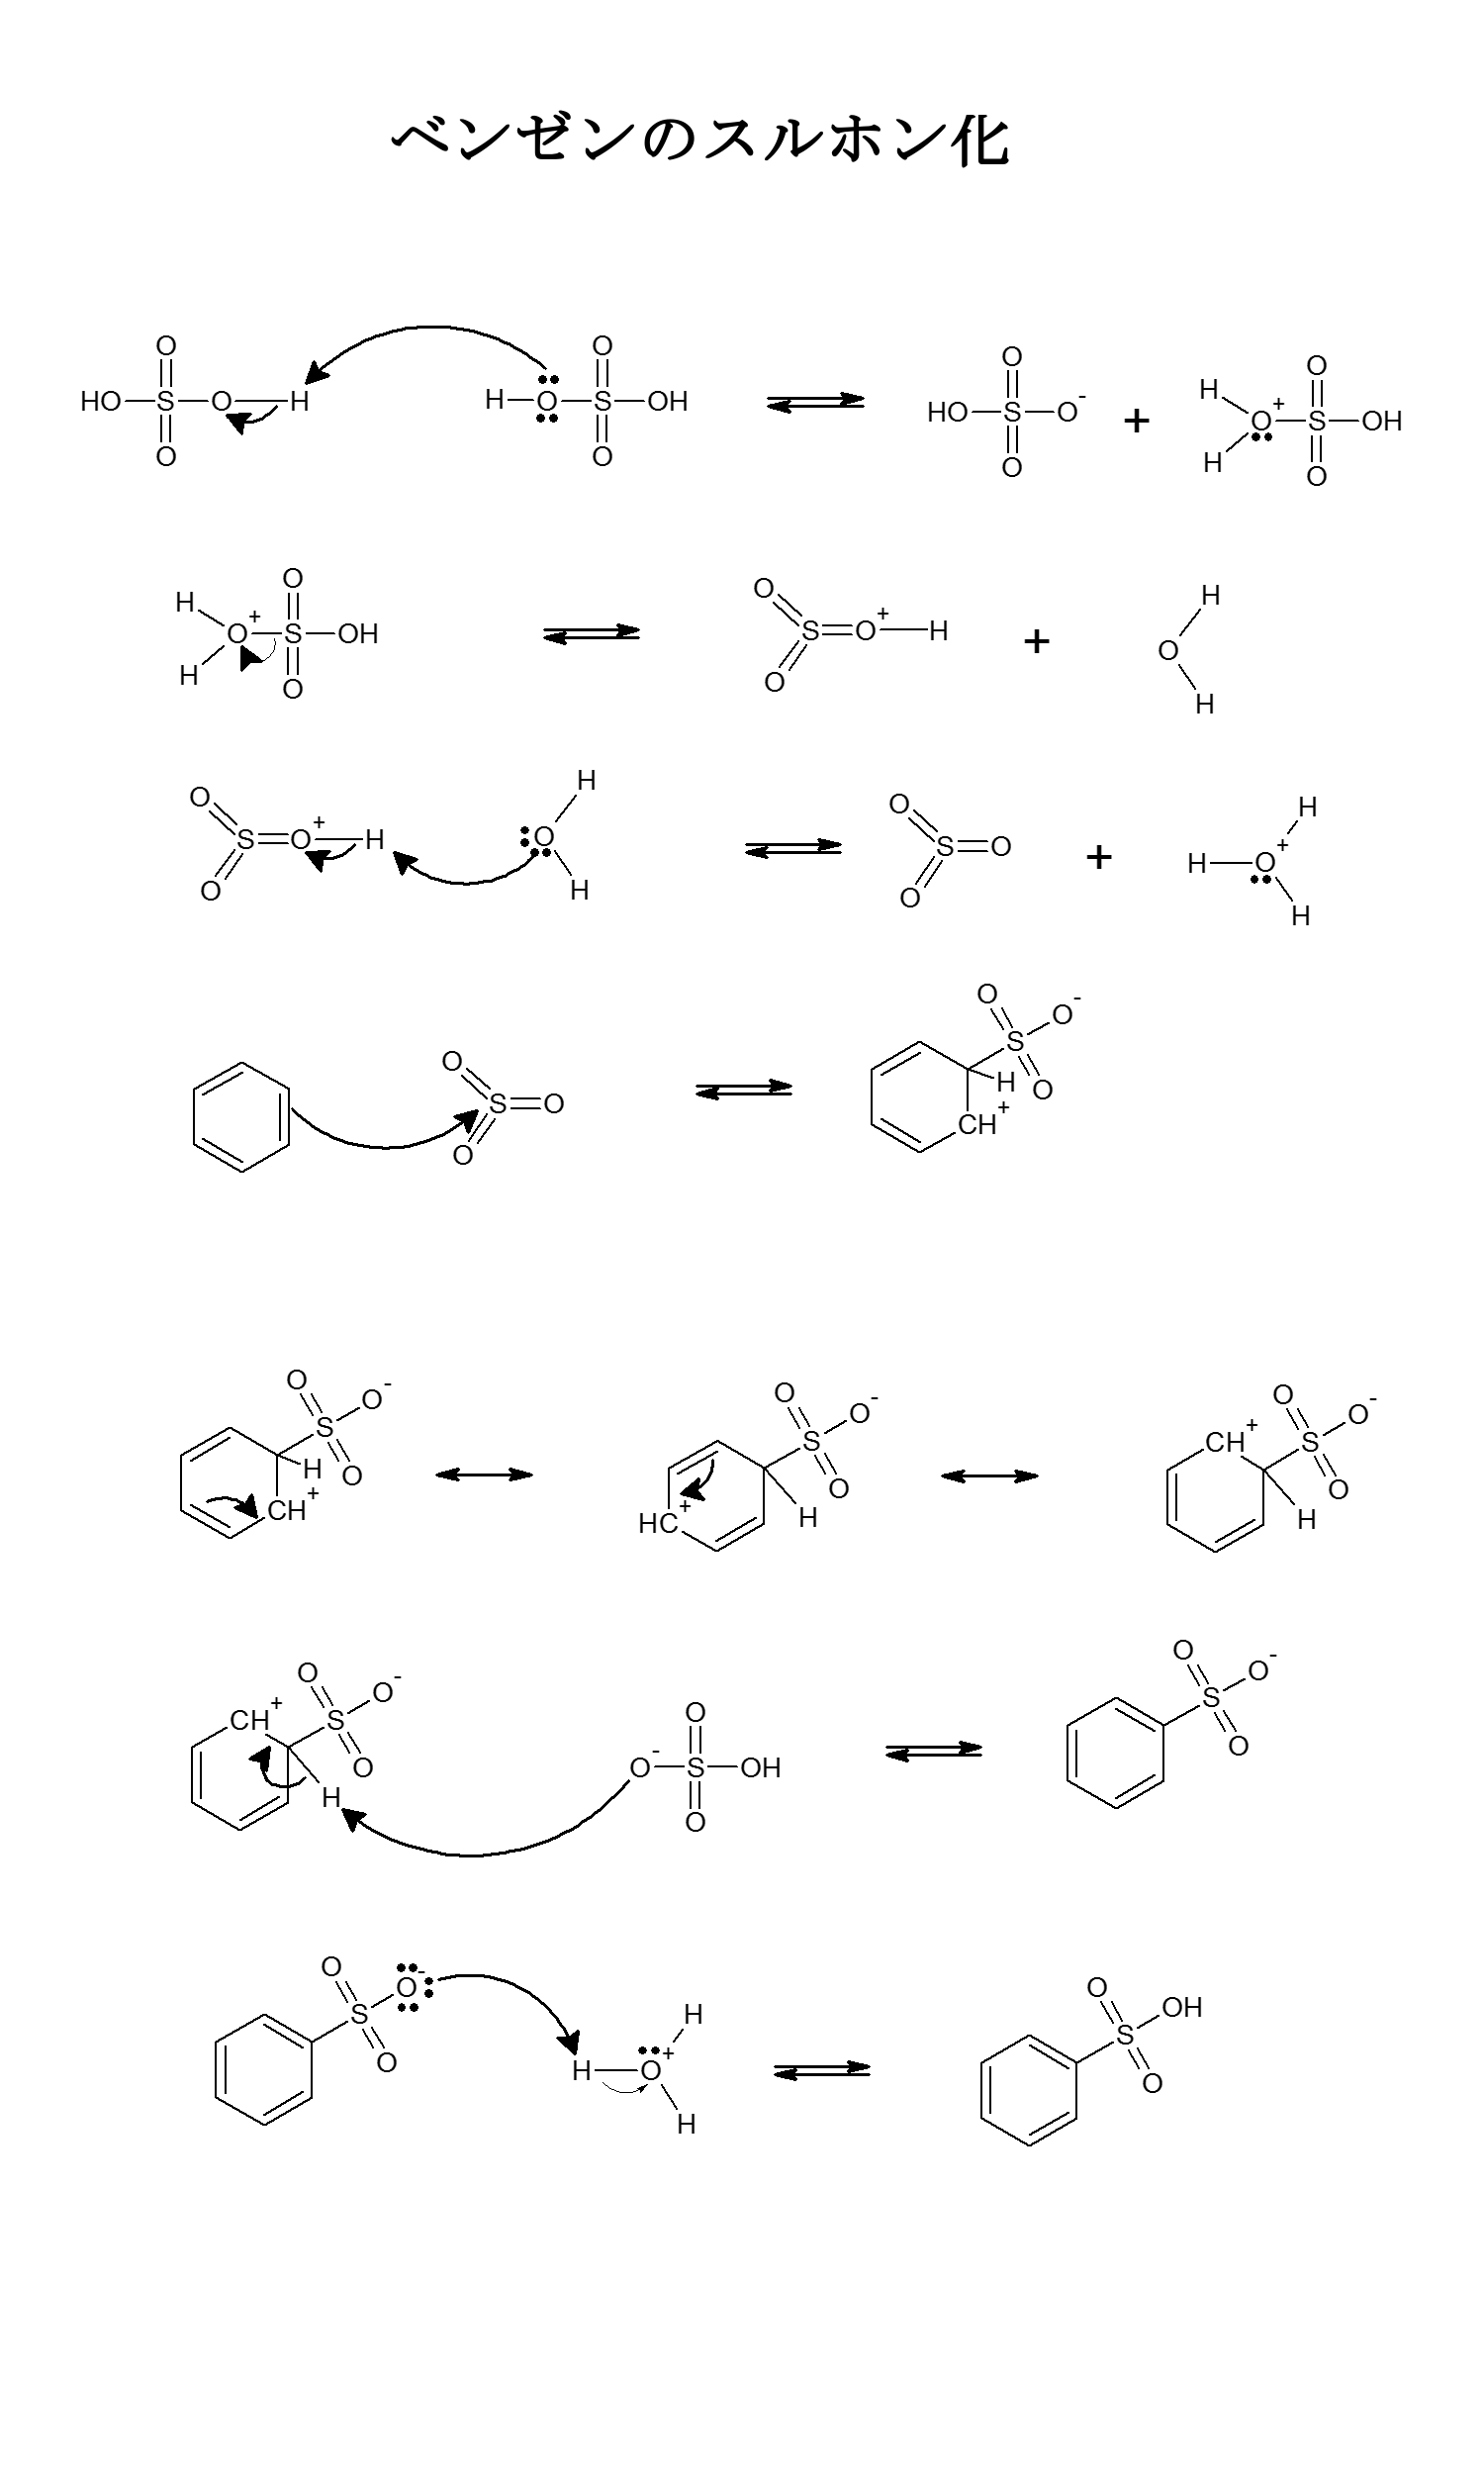 ベンゼンのスルホン化
O O O O
HO S O H H O S OH HO S O- + H O+ S OH
O O O H O
H O O H
O+ S OH S O+ H + O
H O O H
O H O H
S O+ H O S O + H O+
O H O H
O O O-
S O S
O H O
CH+
O O- O O- O O-
S S CH+ S
H O O O
CH+ HC+ H H
O O- O O O-
CH+ S O- S OH S
O O O
H
O O- H O OH
S S
O H O+ O
H